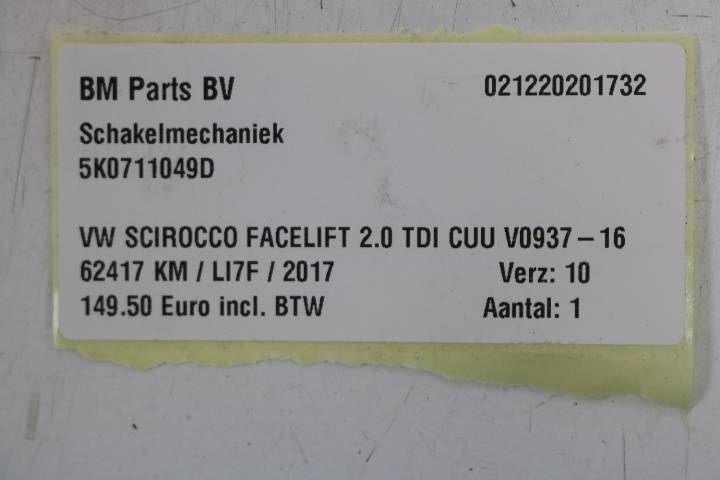 BM Parts BV 021220201732
Schakelmechaniek
5K0711049D
VW SCIROCCO FACELIFT 2.0 TDI CUU V0937-16
62417 KM / LI7F / 2017 Verz: 10
149.50 Euro incl. BTW Aantal: 1